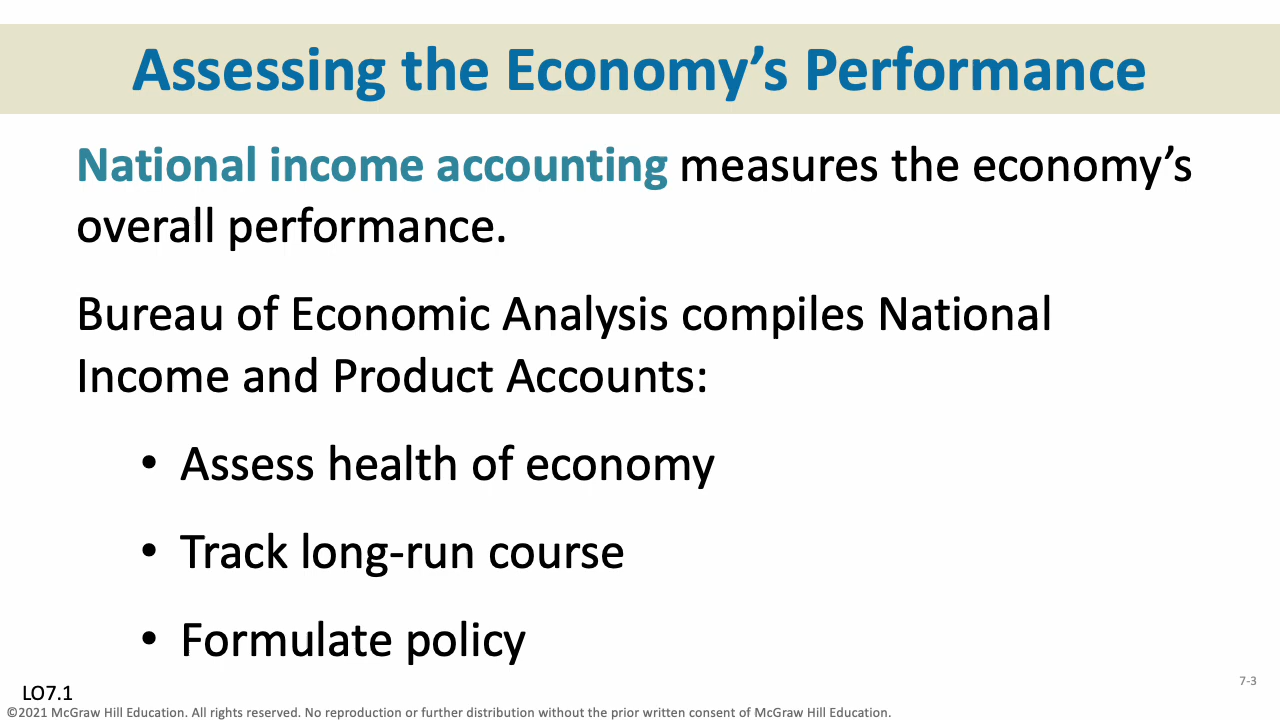 Assessing the Economy’s Performance
National income accounting measures the economy’s
overall performance.
Bureau of Economic Analysis compiles National
Income and Product Accounts:
• Assess health of economy
• Track long-run course
• Formulate policy
7-3
LO7.1
©2021 McGraw Hill Education. All rights reserved. No reproduction or further distribution without the prior written consent of McGraw Hill Education.